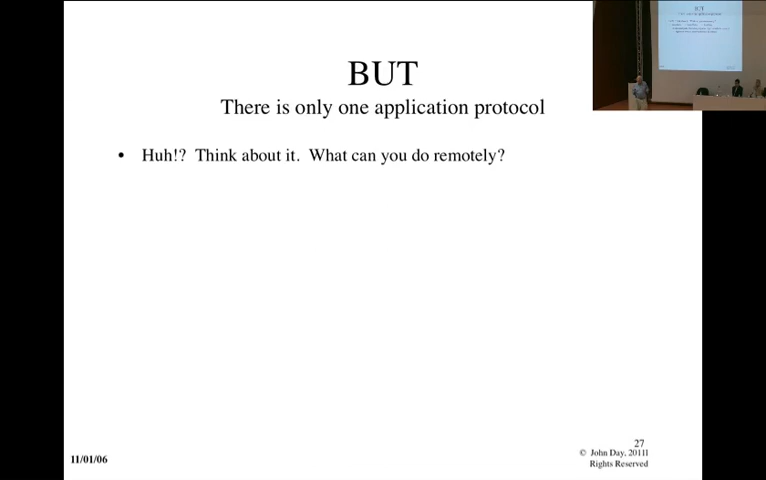 BUT
There is only one application protocol
• Huh!? Think about it. What can you do remotely?
27
© John Day, 2011l
Rights Reserved
11/01/06